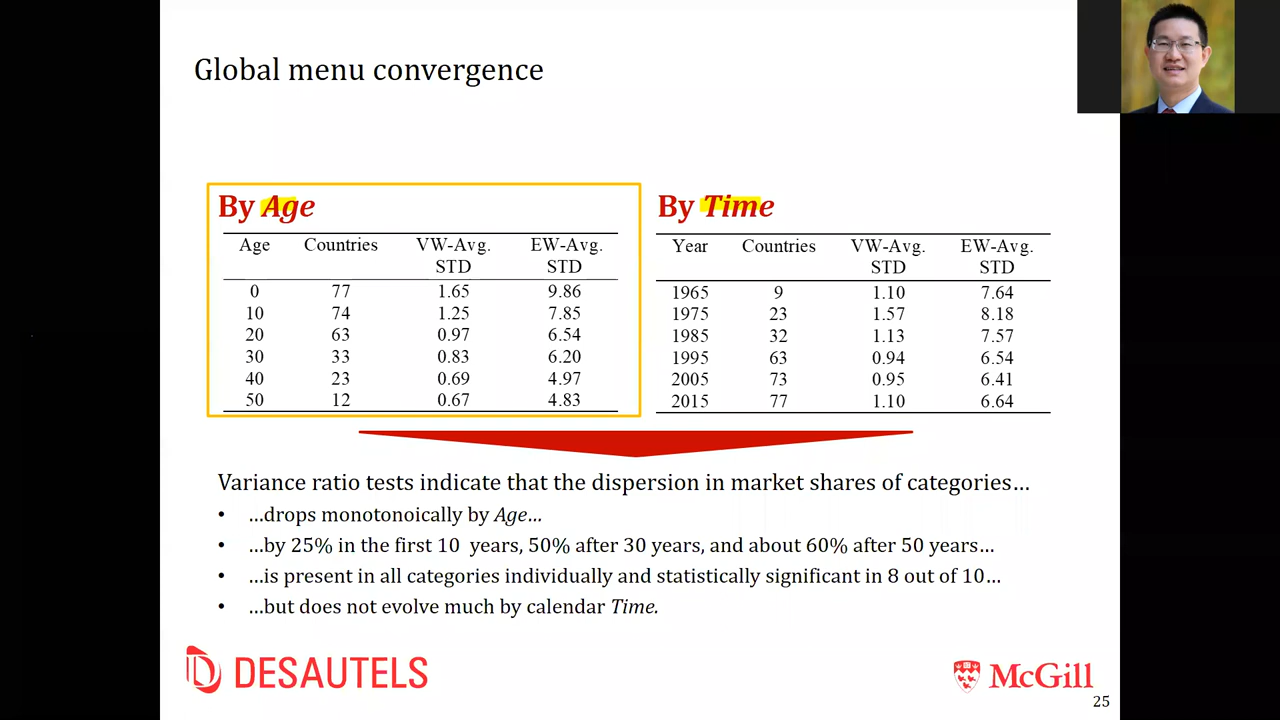 Global menu convergence
By Age
Age Countries VW-Avg. STD EW-Avg. STD
0 77 1.65 9.86
10 74 1.25 7.85
20 63 0.97 6.54
30 33 0.83 6.20
40 23 0.69 4.97
50 12 0.67 4.83
By Time
Year Countries VW-Avg. STD EW-Avg. STD
1965 9 1.10 7.64
1975 23 1.57 8.18
1985 32 1.13 7.57
1995 63 0.94 6.54
2005 73 0.95 6.41
2015 77 1.10 6.64
Variance ratio tests indicate that the dispersion in market shares of categories…
• …drops monotonoically by Age…
• …by 25% in the first 10 years, 50% after 30 years, and about 60% after 50 years…
• …is present in all categories individually and statistically significant in 8 out of 10…
• …but does not evolve much by calendar Time.
DESAUTELS
McGill
25